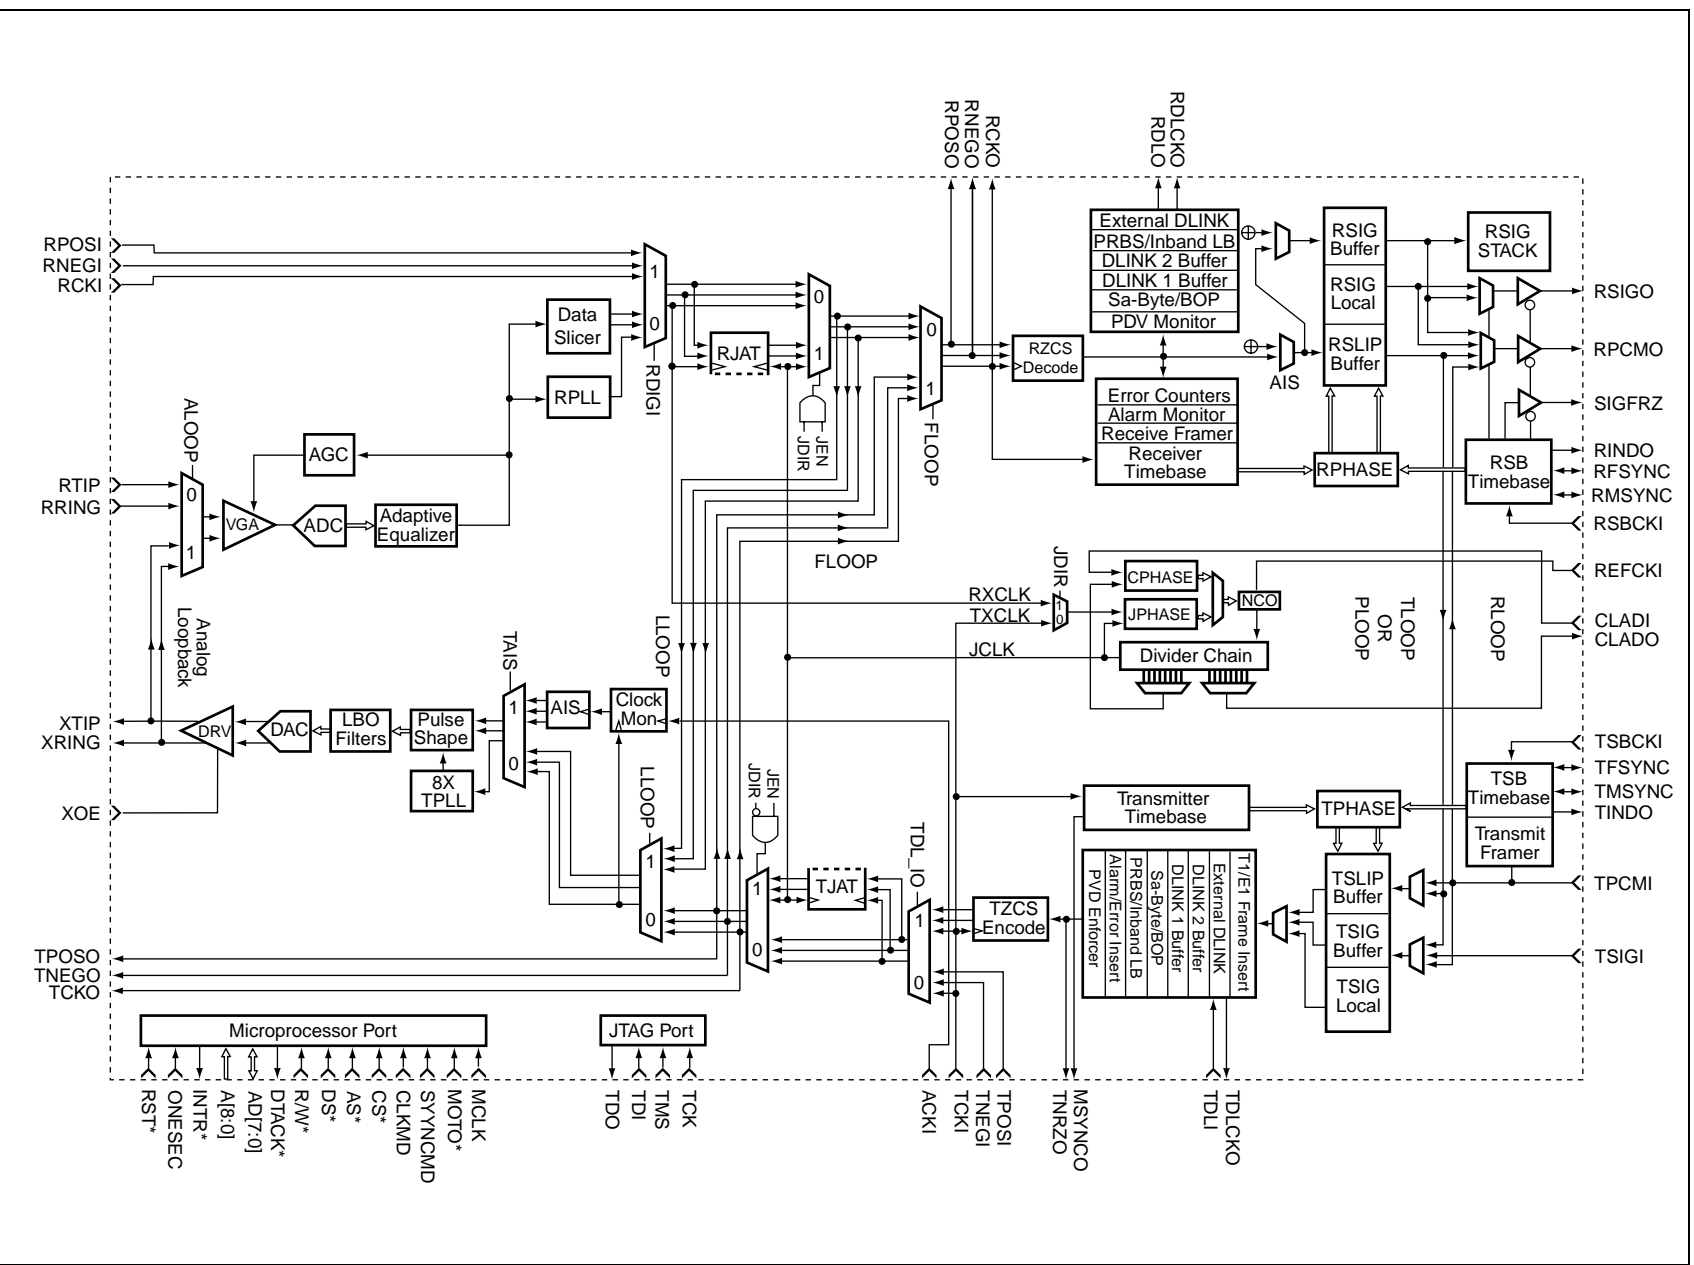 RPOSO
RNEGO
RCKO
RDLO
RDLCKO
RPOSI
RNEGI
RCKI
1
0
RDIGI
Data
Slicer
RPLL
RJAT
0
1
JDIR
JEN
0
1
FLOOP
RZCS
Decode
External DLINK
PRBS/Inband LB
DLINK 2 Buffer
DLINK 1 Buffer
Sa-Byte/BOP
PDV Monitor
Error Counters
Alarm Monitor
Receive Framer
Receiver
Timebase
AIS
RSIG
Buffer
RSIG
Local
RSLIP
Buffer
RPHASE
RSIG
STACK
RSB
Timebase
RSIGO
RPCMO
SIGFRZ
RINDO
RFSYNC
RMSYNC
RSBCKI
REFCKI
CLADI
CLADO
ALOOP
RTIP
RRING
0
1
VGA
AGC
ADC
Adaptive
Equalizer
FLOOP
RXCLK
TXCLK
JCLK
JDIR
1
0
CPHASE
JPHASE
NCO
Divider Chain
PLOOP
OR
TLOOP
RLOOP
Analog
Loopback
LLOOP
TAIS
XTIP
XRING
XOE
DRV
DAC
LBO
Filters
Pulse
Shape
8X
TPLL
1
0
AIS
Clock
Mon
LLOOP
1
0
JDIR
JEN
1
0
TJAT
TDL_IO
1
0
TZCS
Encode
Transmitter
Timebase
TPHASE
TSB
Timebase
Transmit
Framer
T1/E1 Frame Insert
External DLINK
DLINK 2 Buffer
DLINK 1 Buffer
Sa-Byte/BOP
PRBS/Inband LB
Alarm/Error Insert
PVD Enforcer
TSLIP
Buffer
TSIG
Buffer
TSIG
Local
TSBCKI
TFSYNC
TMSYNC
TINDO
TPCMI
TSIGI
TPOSO
TNEGO
TCKO
Microprocessor Port
JTAG Port
RST*
ONESEC
INTR*
A[8:0]
AD[7:0]
DTACK*
R/W*
DS*
AS*
CS*
CLKMD
SYYNCMD
MOTO*
MCLK
TDO
TDI
TMS
TCK
ACKI
TCKI
TNEGI
TPOSI
TNRZO
MSYNCO
TDLI
TDLCKO